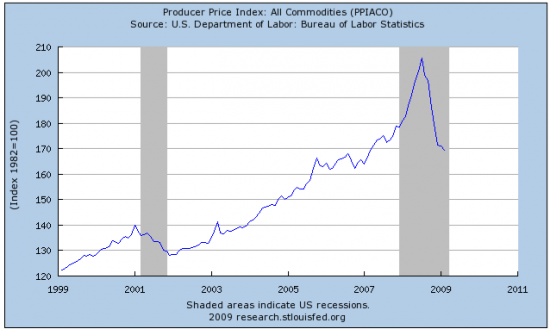 Producer Price Index: All Commodities (PPIACO)
Source: U.S. Department of Labor: Bureau of Labor Statistics
210
200
190
180
170
160
150
140
130
120
(Index 1982=100)
1999 2001 2003 2005 2007 2009 2011
Shaded areas indicate US recessions.
2009 research.stlouisfed.org